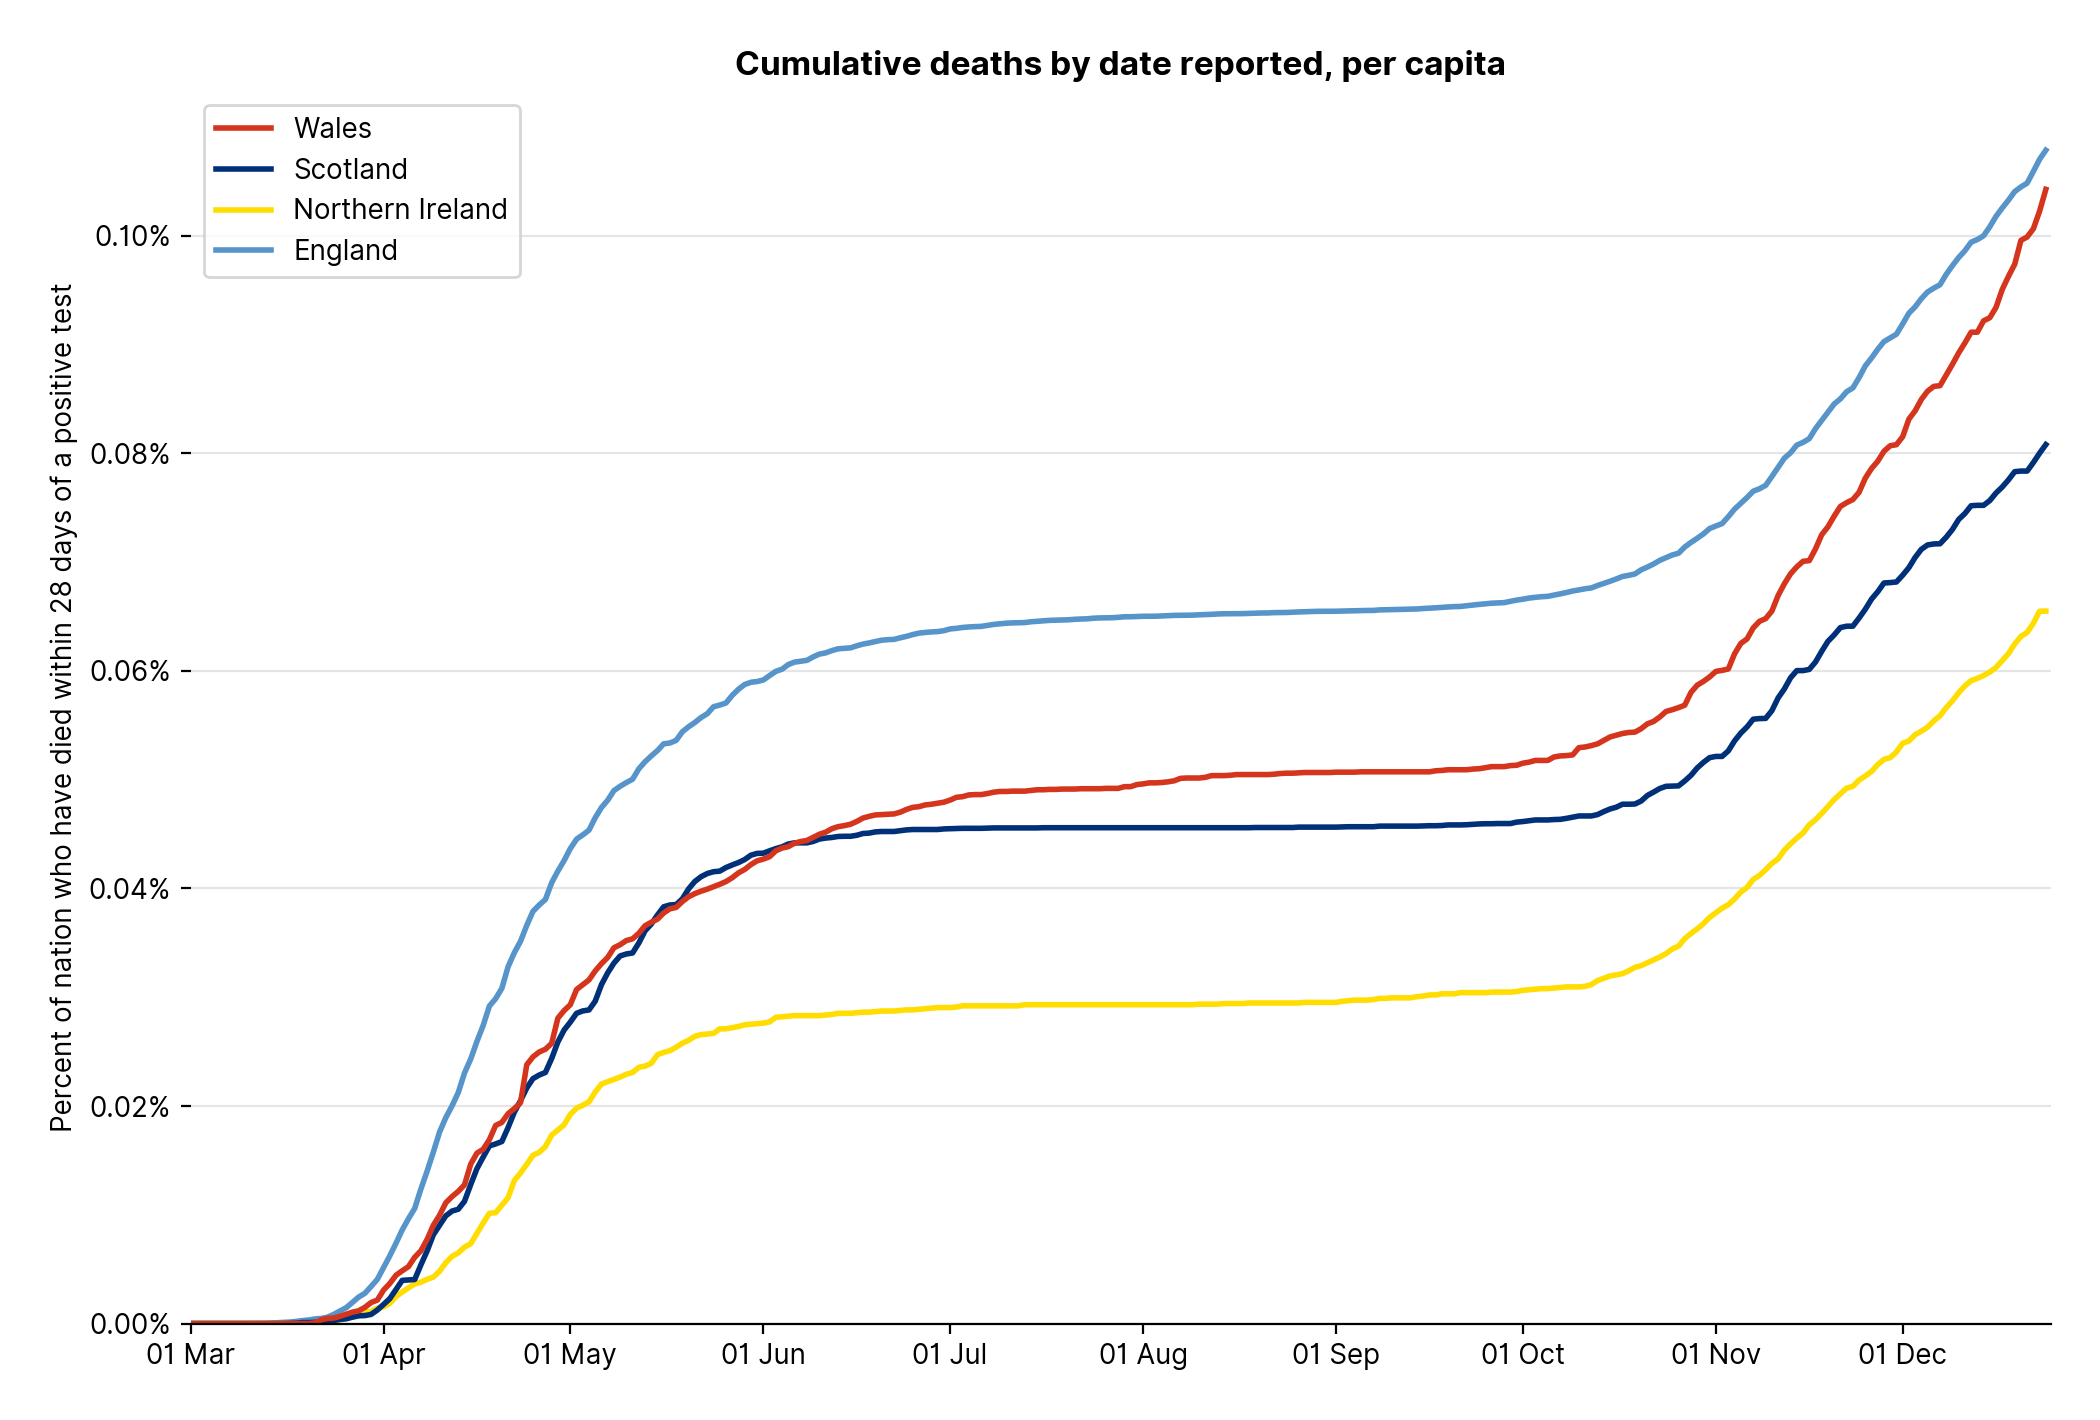 Cumulative deaths by date reported, per capita
Wales
Scotland
Northern Ireland
England
Percent of nation who have died within 28 days of a positive test
0.10%
0.08%
0.06%
0.04%
0.02%
0.00%
01 Mar
01 Apr
01 May
01 Jun
01 Jul
01 Aug
01 Sep
01 Oct
01 Nov
01 Dec